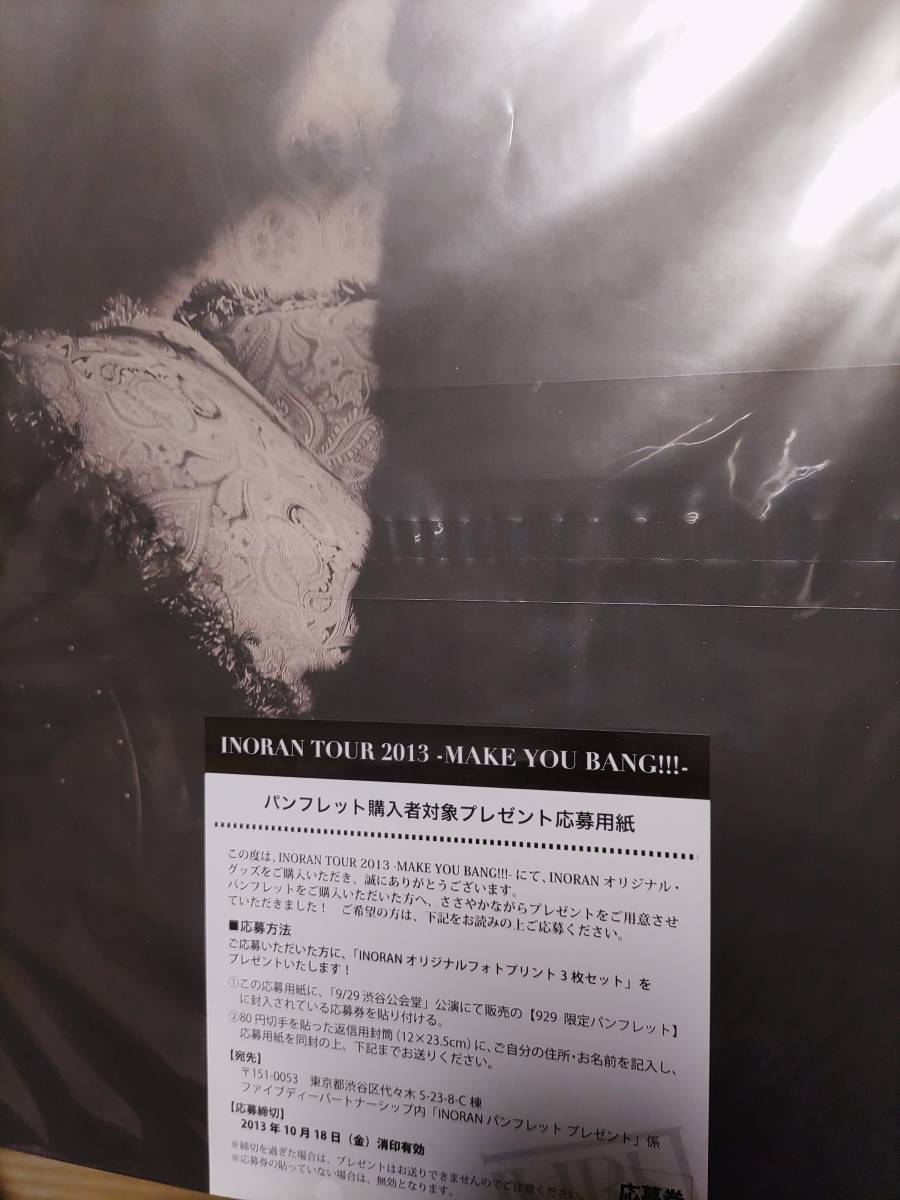 INORAN TOUR 2013 -MAKE YOU BANG!!!-
パンフレット購入者対象プレゼント応募用紙
この度は、INORAN TOUR 2013 -MAKE YOU BANG!!!- にて、INORAN オリジナル・
グッズをご購入いただき、誠にありがとうございます。
パンフレットをご購入いただいた方へ、ささやかながらプレゼントをご用意させ
ていただきました！　ご希望の方は、下記をお読みの上ご応募ください。
■応募方法
ご応募いただいた方に、「INORAN オリジナルフォトプリント 3 枚セット」を
プレゼントいたします！
①この応募用紙に、「9/29 渋谷公会堂」公演にて販売の【929 限定パンフレット】
に封入されている応募券を貼り付ける。
②80 円切手を貼った返信用封筒（12×23.5cm）に、ご自分の住所・お名前を記入し、
応募用紙を同封の上、下記までお送りください。
【宛先】
〒151-0053　東京都渋谷区代々木 5-23-8-C 棟
ファイブディーパートナーシップ内「INORAN パンフレット プレゼント」係
【応募締切】
2013 年 10 月 18 日（金）消印有効
※締切を過ぎた場合は、プレゼントはお送りできませんのでご注意ください。
※応募券の貼っていない場合は、無効となります。
応募券